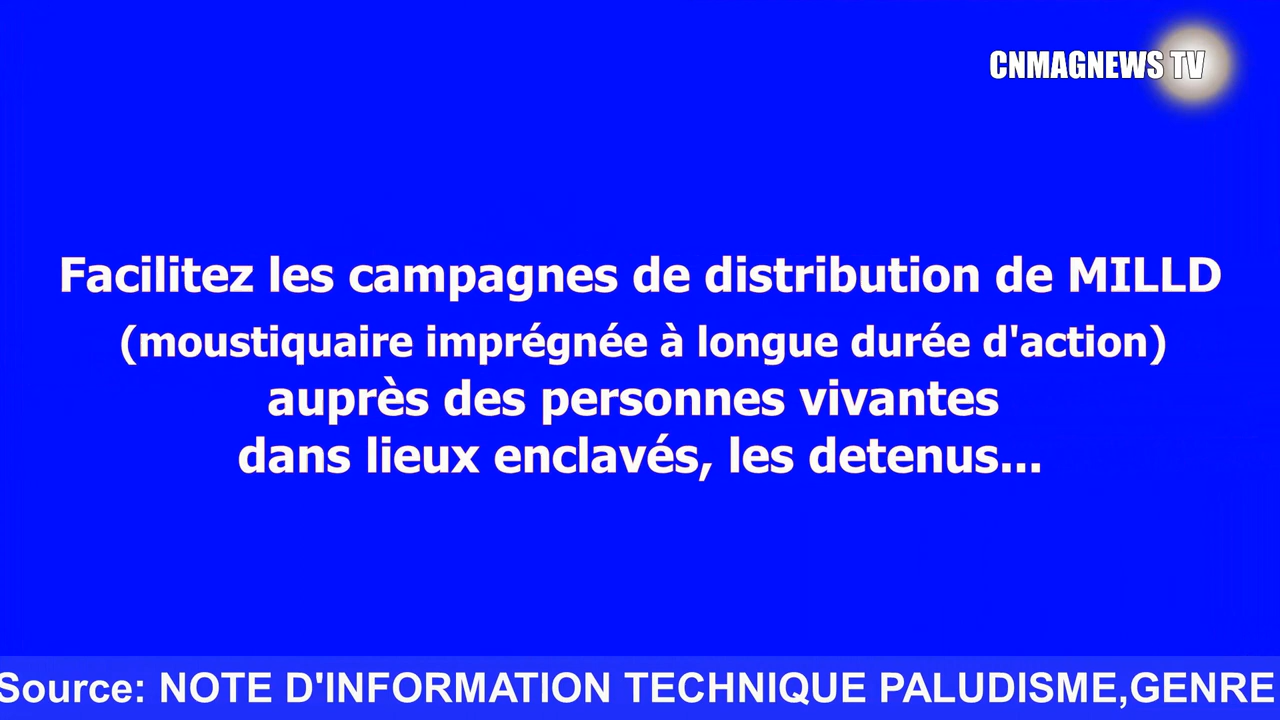 CNMAGNEWS TV
Facilitez les campagnes de distribution de MILLD
(moustiquaire imprégnée à longue durée d'action)
auprès des personnes vivantes
dans lieux enclavés, les detenus...
Source: NOTE D'INFORMATION TECHNIQUE PALUDISME,GENRE